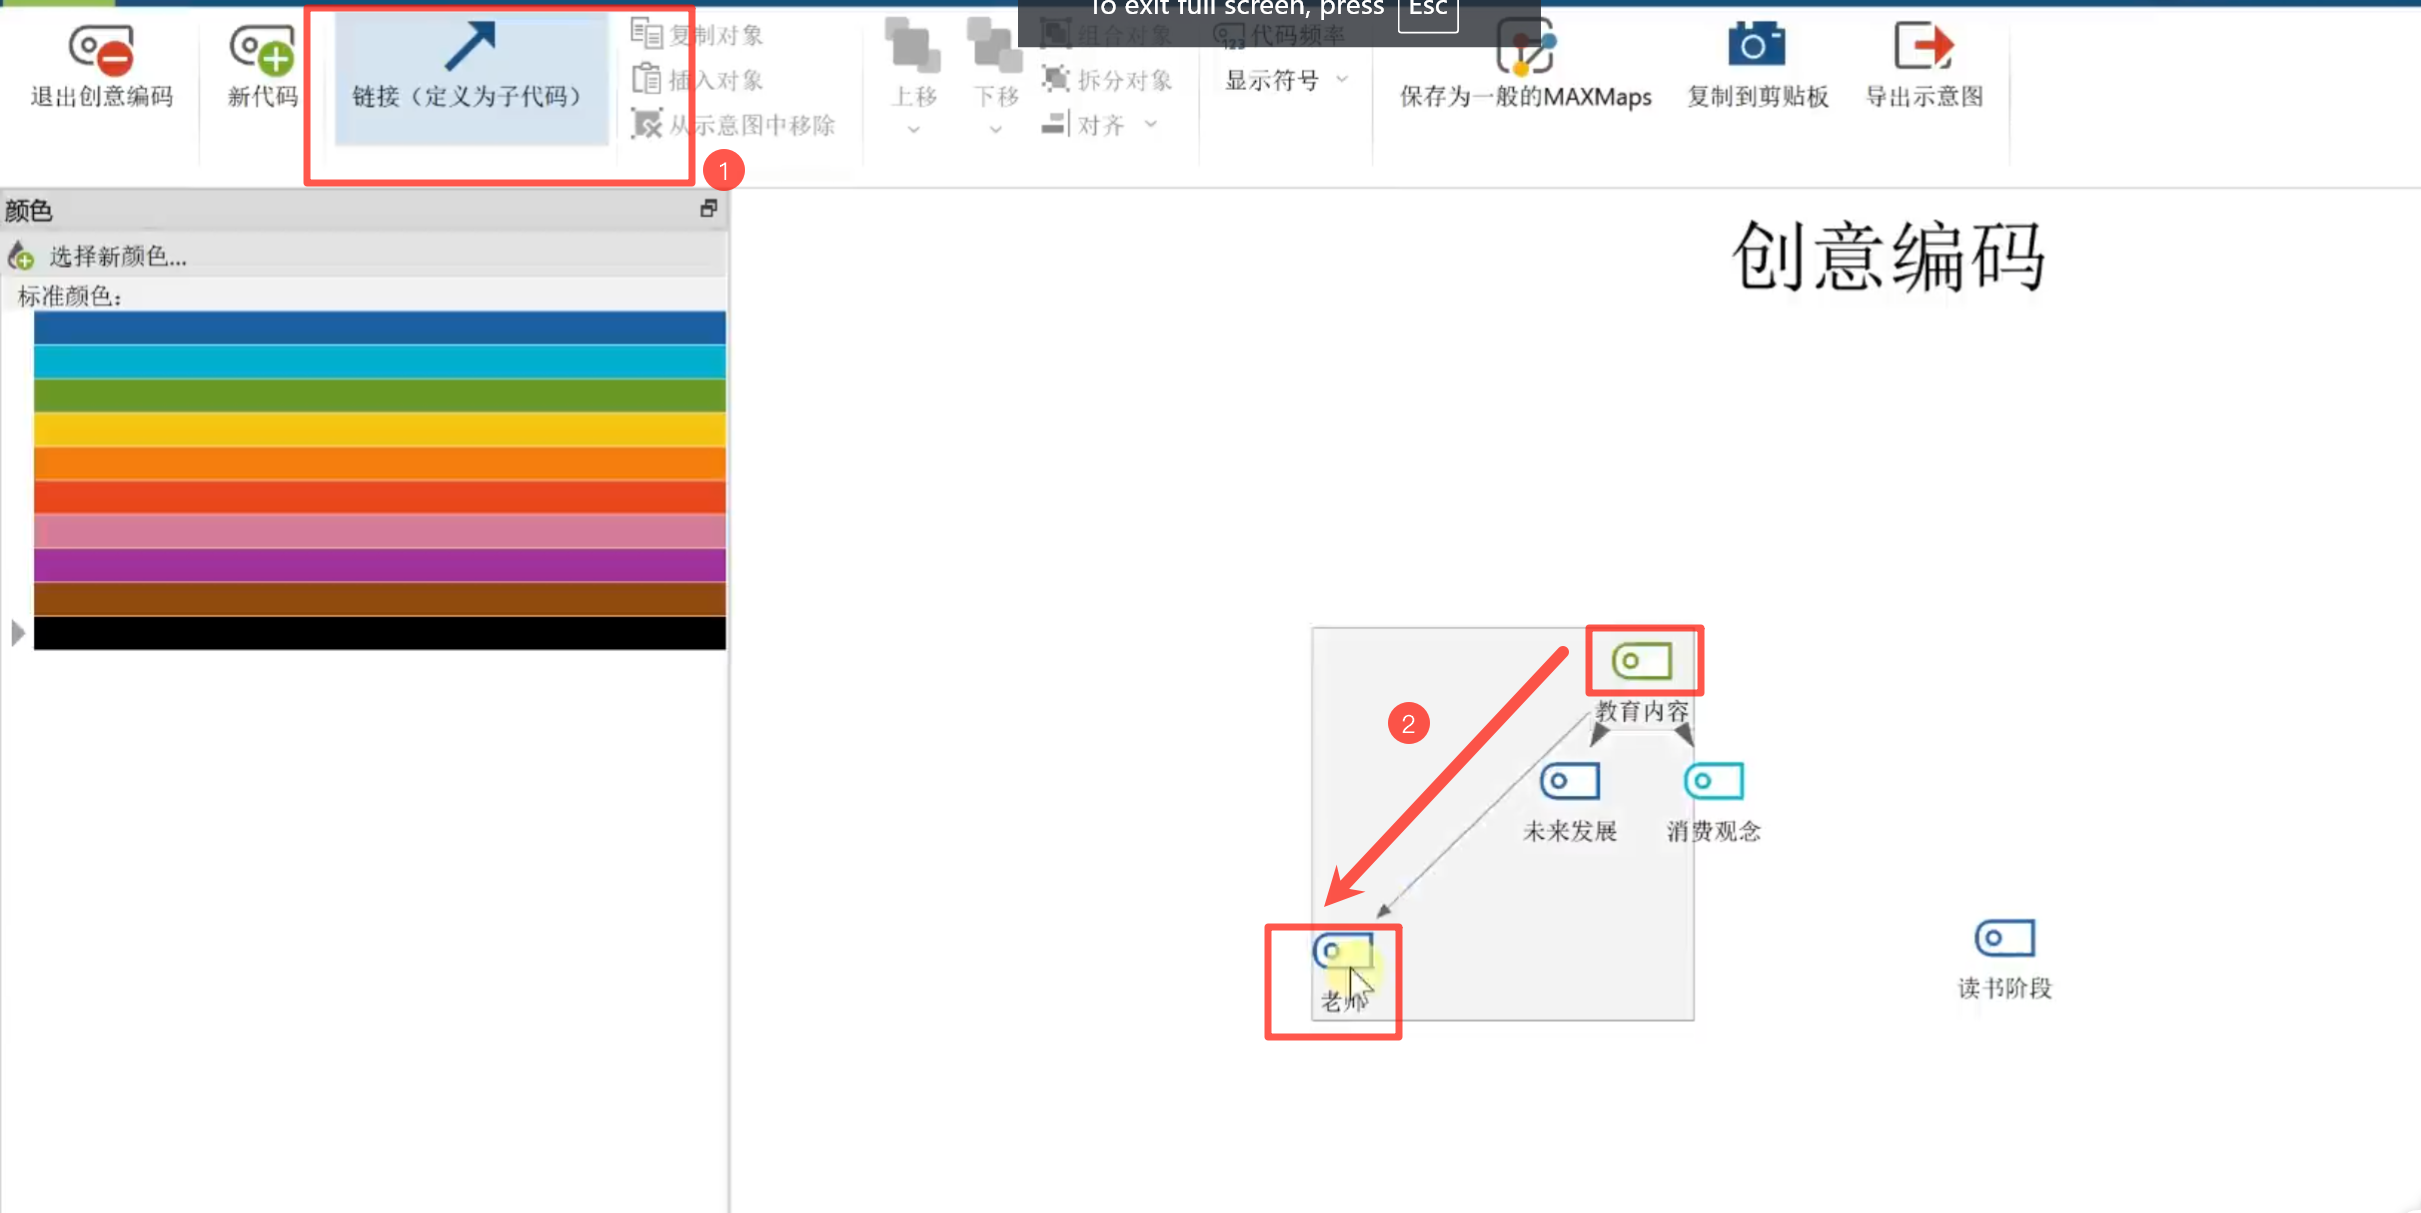 To exit full screen, press Esc
退出创意编码
新代码
链接（定义为子代码）
复制对象
插入对象
从示意图中移除
上移
下移
组合对象
拆分对象
对齐
123 代码频率
显示符号
保存为一般的MAXMaps
复制到剪贴板
导出示意图
1
颜色
选择新颜色...
标准颜色：
创意编码
2
教育内容
未来发展
消费观念
老师
读书阶段